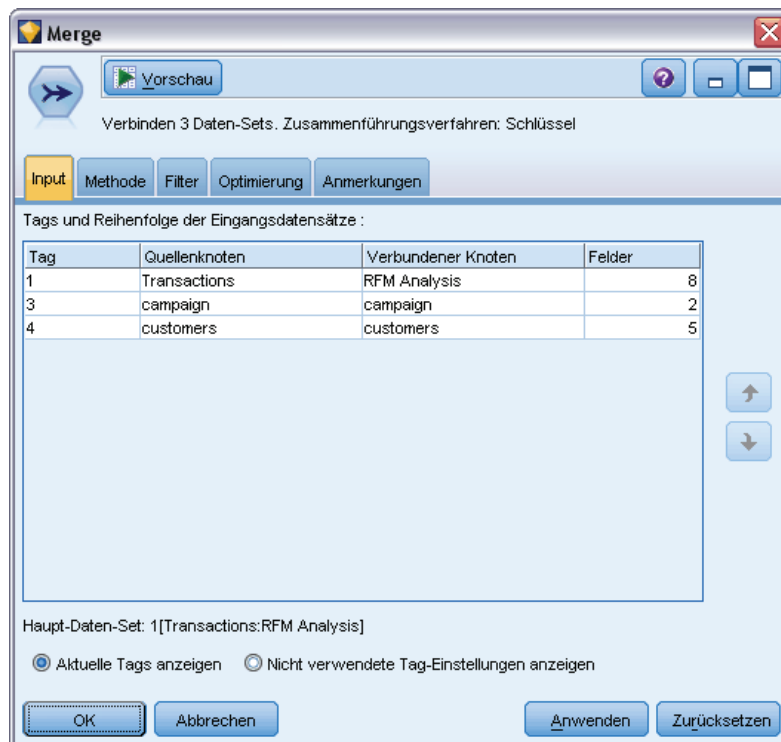 Merge
Vorschau
?
Verbinden 3 Daten-Sets. Zusammenführungsverfahren: Schlüssel
Input Methode Filter Optimierung Anmerkungen
Tags und Reihenfolge der Eingangsdatensätze :
Tag Quellenknoten Verbundener Knoten Felder
1 Transactions RFM Analysis 8
3 campaign campaign 2
4 customers customers 5
Haupt-Daten-Set: 1[Transactions:RFM Analysis]
Aktuelle Tags anzeigen Nicht verwendete Tag-Einstellungen anzeigen
OK Abbrechen Anwenden Zurücksetzen